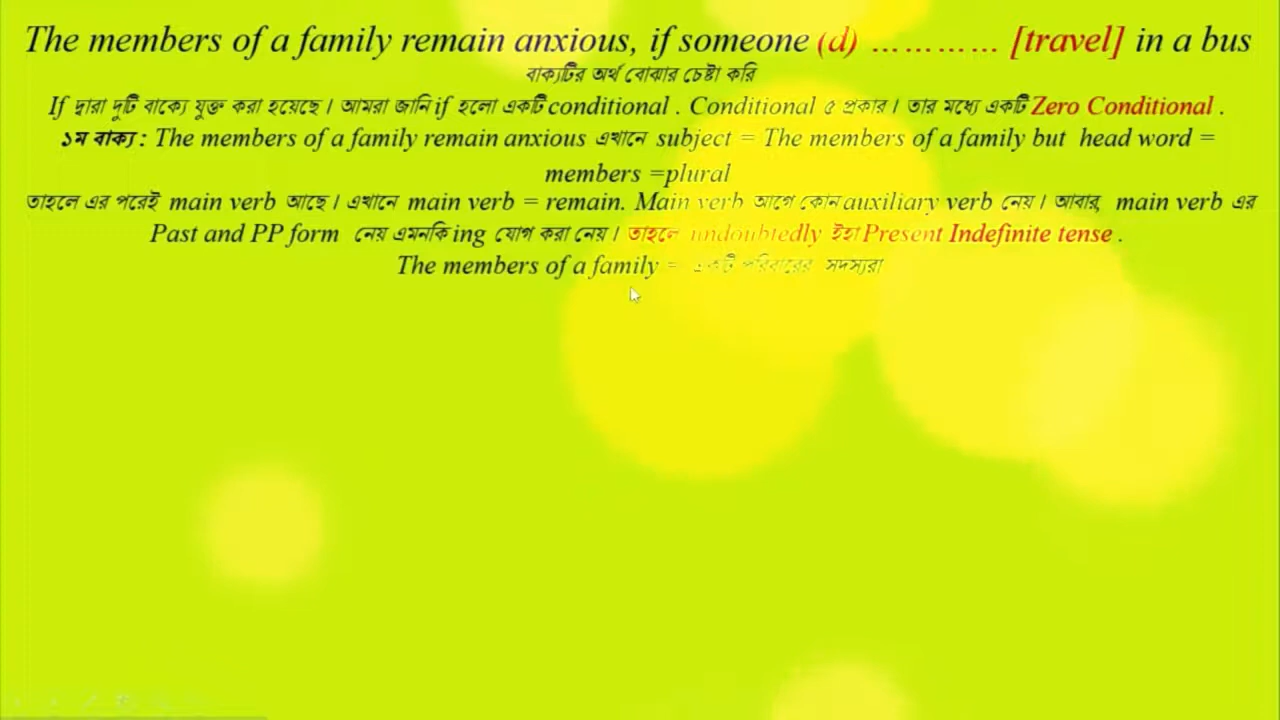 The members of a family remain anxious, if someone (d) ………… [travel] in a bus
বাক্যটির অর্থ বোঝার চেষ্টা করি
If দ্বারা দুটি বাক্যে যুক্ত করা হয়েছে। আমরা জানি if হলো একটি conditional . Conditional ৫ প্রকার। তার মধ্যে একটি Zero Conditional .
১ম বাক্য : The members of a family remain anxious এখানে subject = The members of a family but head word =
members =plural
তাহলে এর পরেই main verb আছে। এখানে main verb = remain. Main verb আগে কোন auxiliary verb নেয়। আবার, main verb এর
Past and PP form নেয় এমনকি ing যোগ করা নেয়। তাহলে undoubtedly ইহা Present Indefinite tense .
The members of a family = একটি পরিবারের সদস্যরা